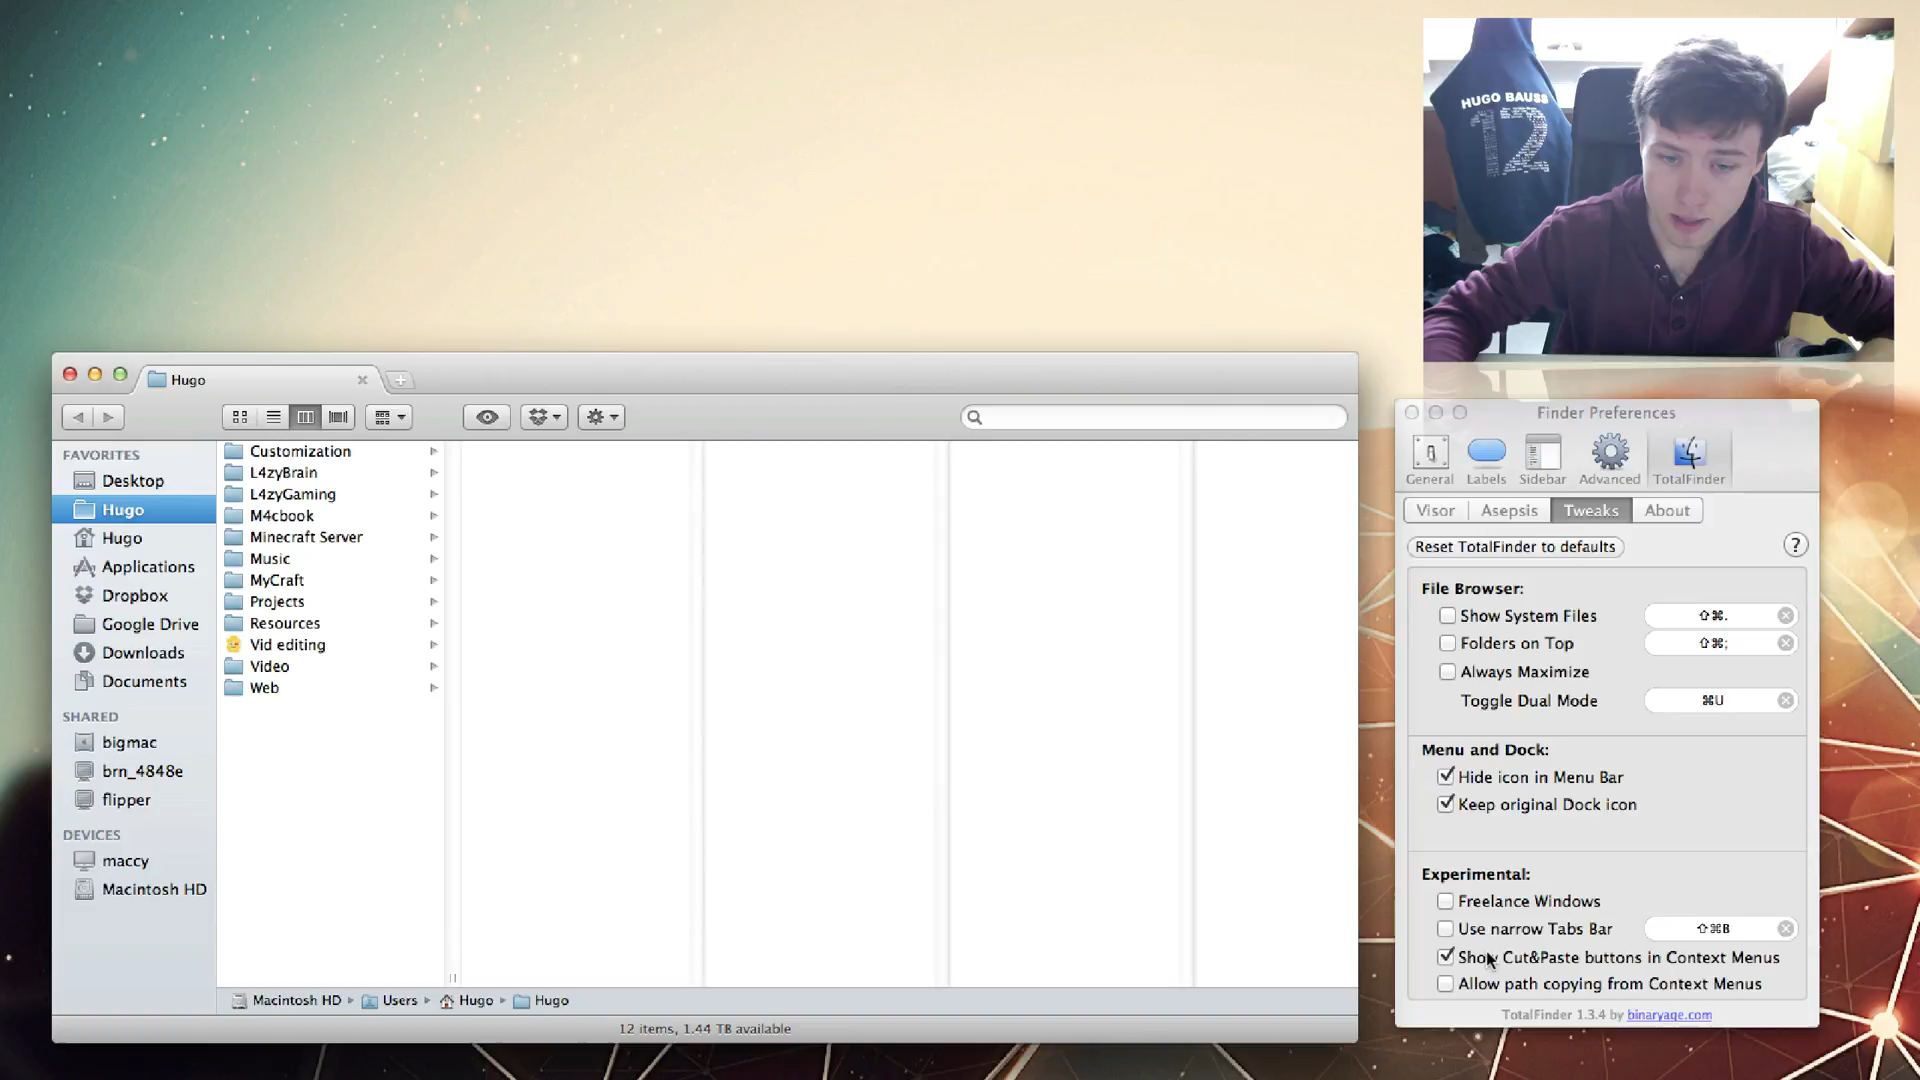 HUGO BAUSS
12
Hugo
FAVORITES
Desktop
Hugo
Hugo
Applications
Dropbox
Google Drive
Downloads
Documents
SHARED
bigmac
brn_4848e
flipper
DEVICES
maccy
Macintosh HD
Customization
L4zyBrain
L4zyGaming
M4cbook
Minecraft Server
Music
MyCraft
Projects
Resources
Vid editing
Video
Web
Macintosh HD ▸ Users ▸ Hugo ▸ Hugo
12 items, 1.44 TB available
Finder Preferences
General Labels Sidebar Advanced TotalFinder
Visor Asepsis Tweaks About
Reset TotalFinder to defaults ?
File Browser:
Show System Files ⇧⌘.
Folders on Top ⇧⌘;
Always Maximize
Toggle Dual Mode ⌘U
Menu and Dock:
Hide icon in Menu Bar
Keep original Dock icon
Experimental:
Freelance Windows
Use narrow Tabs Bar ⇧⌘B
Show Cut&Paste buttons in Context Menus
Allow path copying from Context Menus
TotalFinder 1.3.4 by binaryage.com